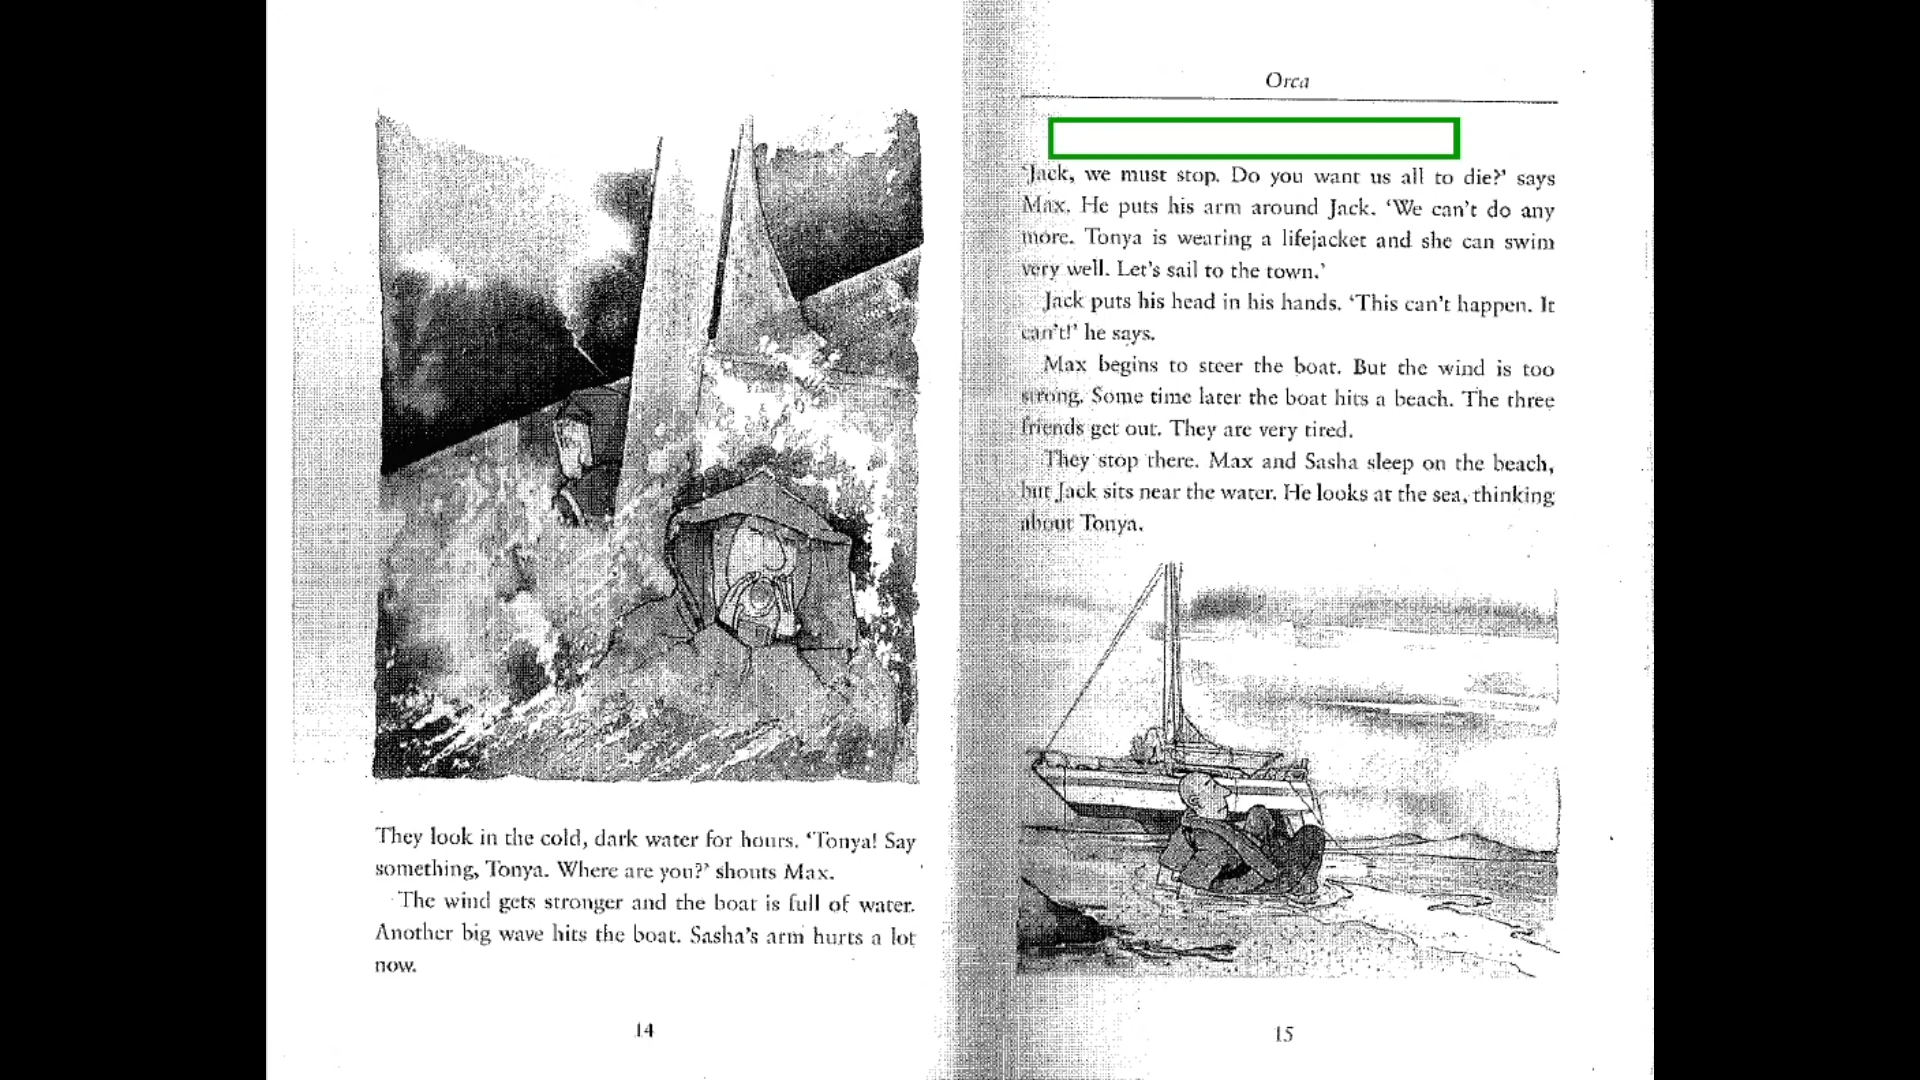 They look in the cold, dark water for hours. ‘Tonya! Say
something, Tonya. Where are you?’ shouts Max.
The wind gets stronger and the boat is full of water.
Another big wave hits the boat. Sasha’s arm hurts a lot
now.
14
Orca
‘Jack, we must stop. Do you want us all to die?’ says
Max. He puts his arm around Jack. ‘We can’t do any
more. Tonya is wearing a lifejacket and she can swim
very well. Let’s sail to the town.’
Jack puts his head in his hands. ‘This can’t happen. It
can’t!’ he says.
Max begins to steer the boat. But the wind is too
strong. Some time later the boat hits a beach. The three
friends get out. They are very tired.
They stop there. Max and Sasha sleep on the beach,
but Jack sits near the water. He looks at the sea, thinking
about Tonya.
15